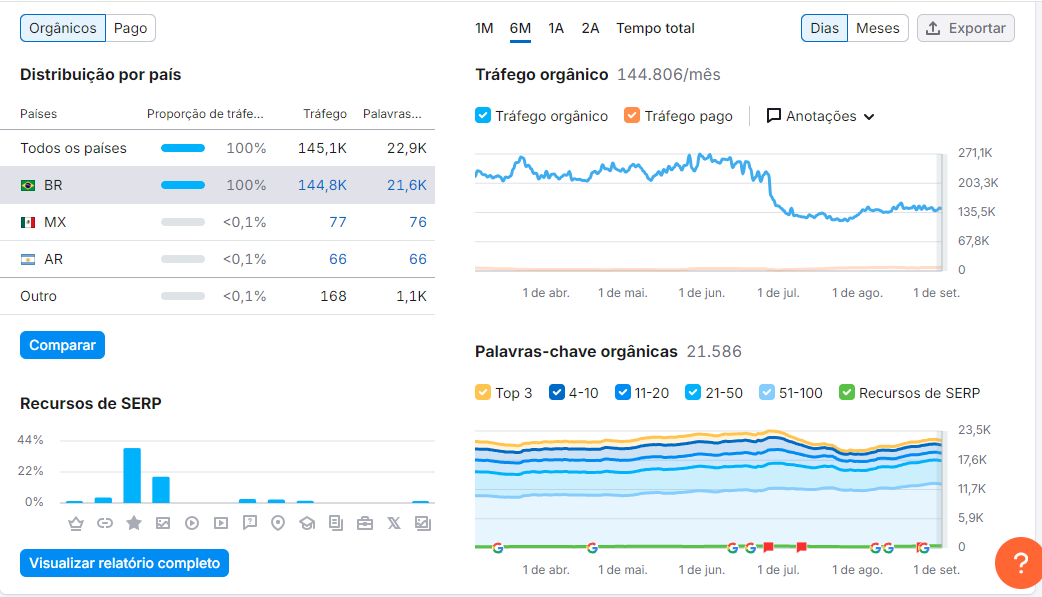 Orgânicos Pago
Distribuição por país
Países Proporção de tráfe... Tráfego Palavras...
Todos os países 100% 145,1K 22,9K
BR 100% 144,8K 21,6K
MX <0,1% 77 76
AR <0,1% 66 66
Outro <0,1% 168 1,1K
Comparar
Recursos de SERP
44%
22%
0%
Visualizar relatório completo
1M 6M 1A 2A Tempo total
Dias Meses Exportar
Tráfego orgânico 144.806/mês
Tráfego orgânico Tráfego pago Anotações
271,1K
203,3K
135,5K
67,8K
0
1 de abr. 1 de mai. 1 de jun. 1 de jul. 1 de ago. 1 de set.
Palavras-chave orgânicas 21.586
Top 3 4-10 11-20 21-50 51-100 Recursos de SERP
23,5K
17,6K
11,7K
5,9K
0
1 de abr. 1 de mai. 1 de jun. 1 de jul. 1 de ago. 1 de set.
?